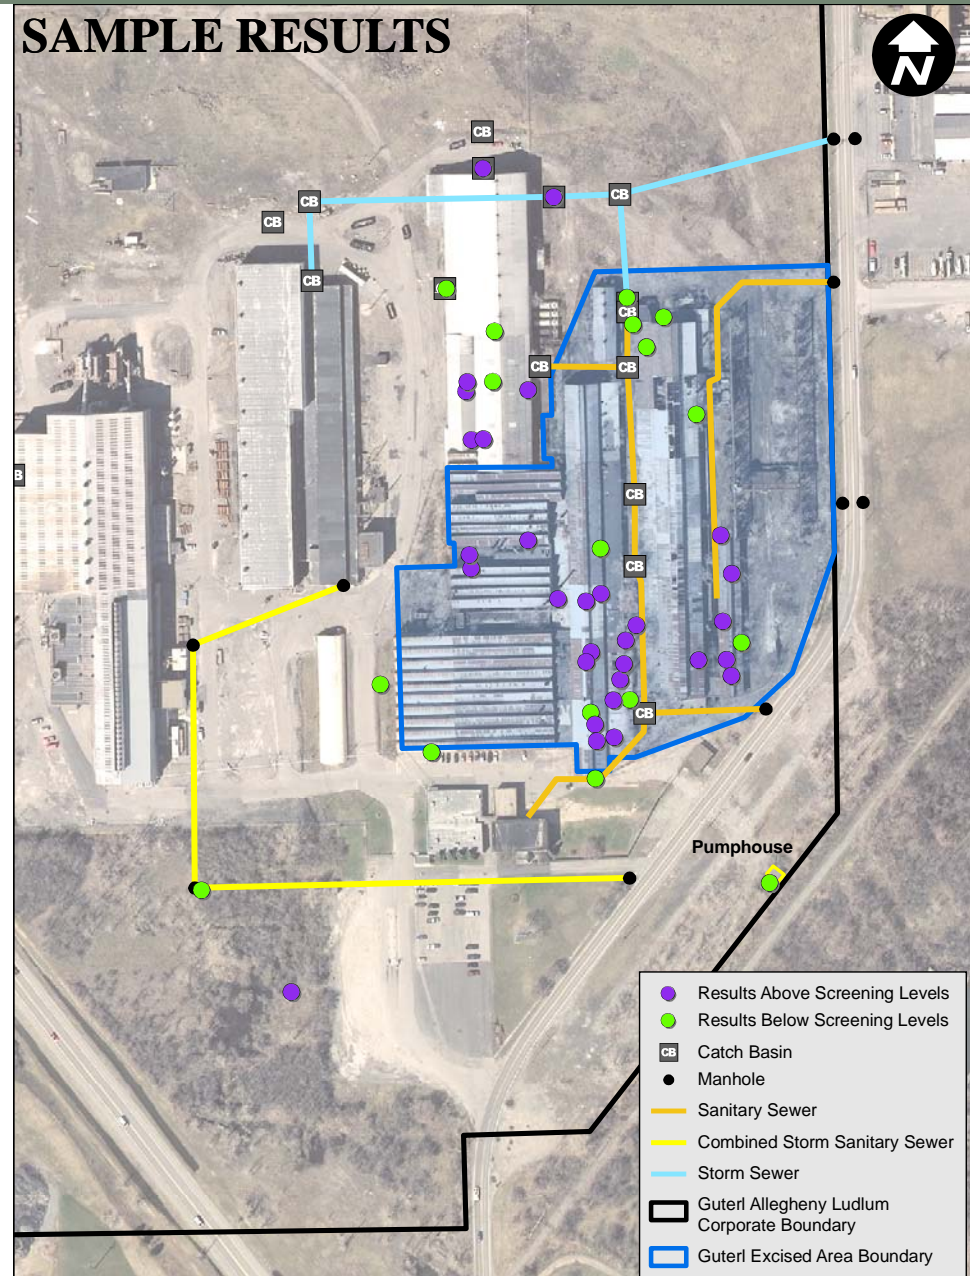 SAMPLE RESULTS
N
CB
CB
CB
CB
CB
CB
CB
CB
B
CB
CB
CB
Pumphouse
Results Above Screening Levels
Results Below Screening Levels
CB Catch Basin
Manhole
Sanitary Sewer
Combined Storm Sanitary Sewer
Storm Sewer
Guterl Allegheny Ludlum
Corporate Boundary
Guterl Excised Area Boundary